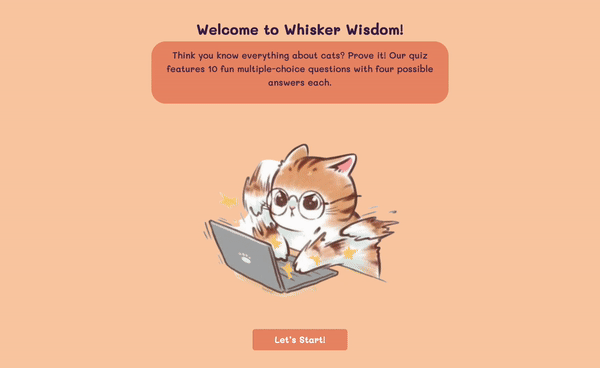 Welcome to Whisker Wisdom!
Think you know everything about cats? Prove it! Our quiz
features 10 fun multiple-choice questions with four possible
answers each.
Let's Start!